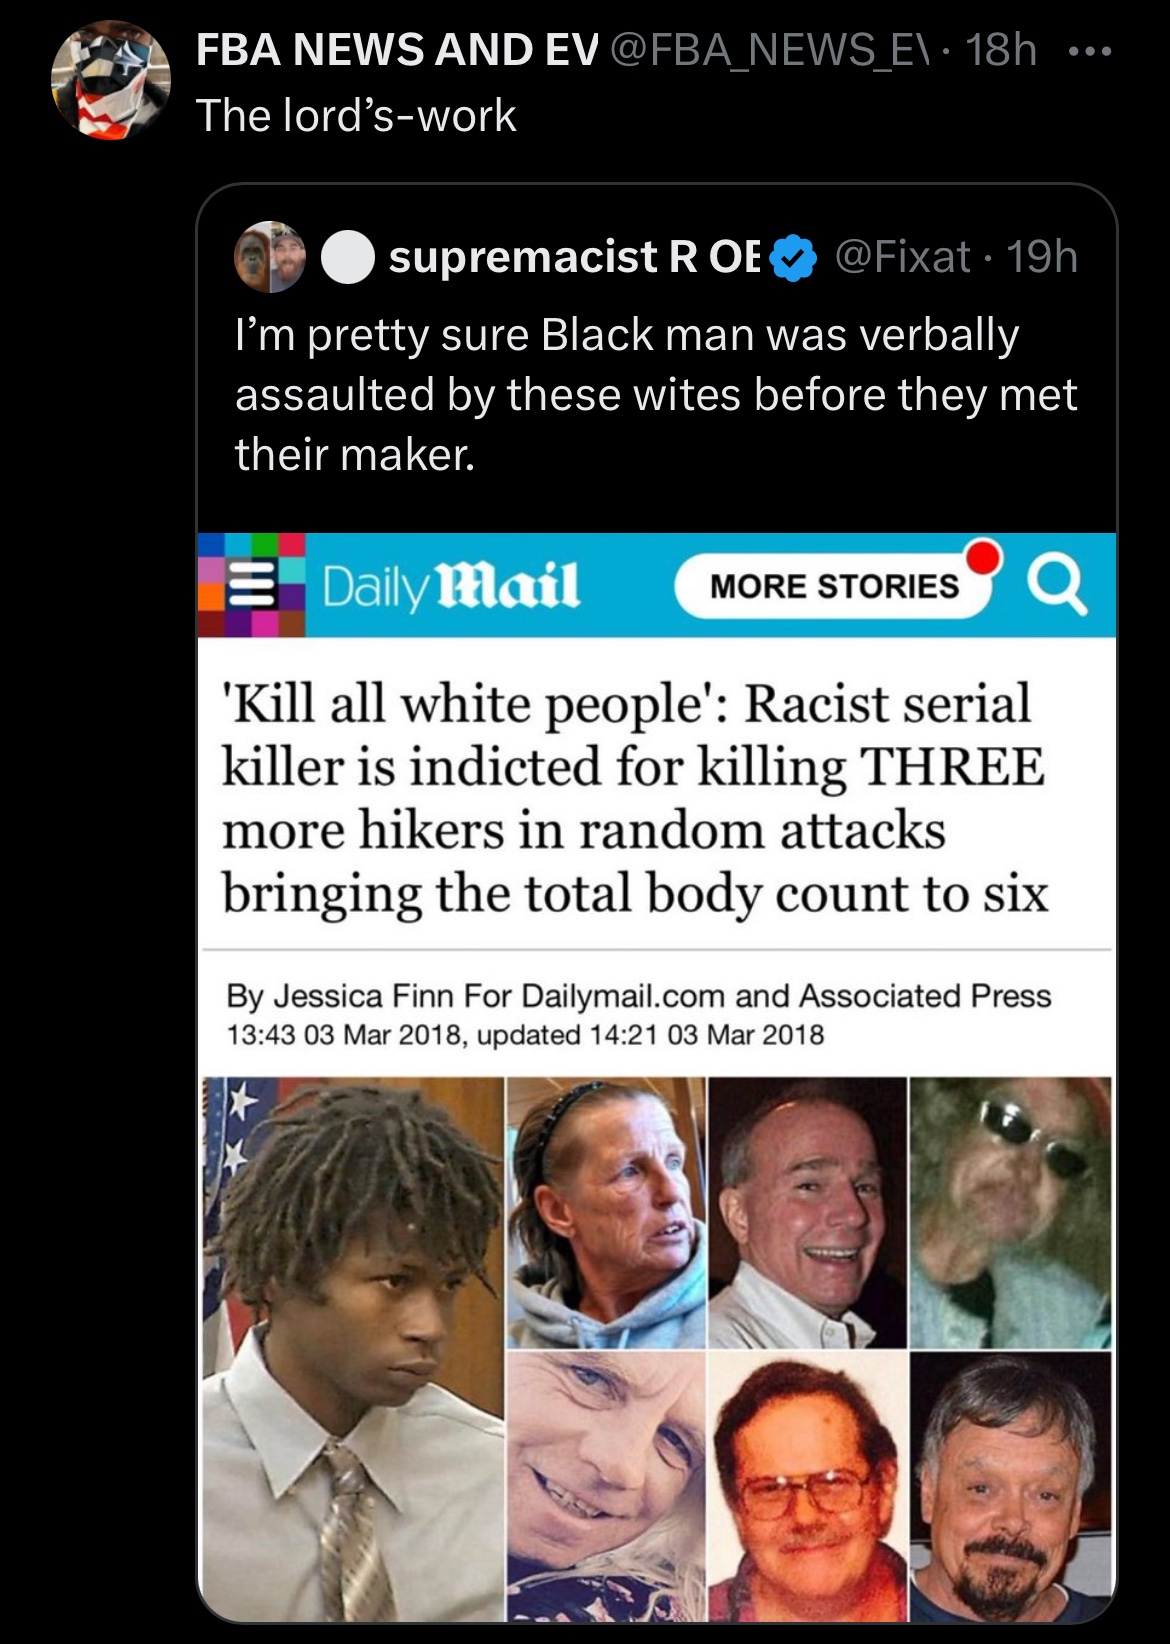 FBA NEWS AND EV @FBA_NEWS_EV · 18h
The lord’s-work
supremacist R OE @Fixat · 19h
I’m pretty sure Black man was verbally
assaulted by these wites before they met
their maker.
Daily Mail MORE STORIES
'Kill all white people': Racist serial
killer is indicted for killing THREE
more hikers in random attacks
bringing the total body count to six
By Jessica Finn For Dailymail.com and Associated Press
13:43 03 Mar 2018, updated 14:21 03 Mar 2018